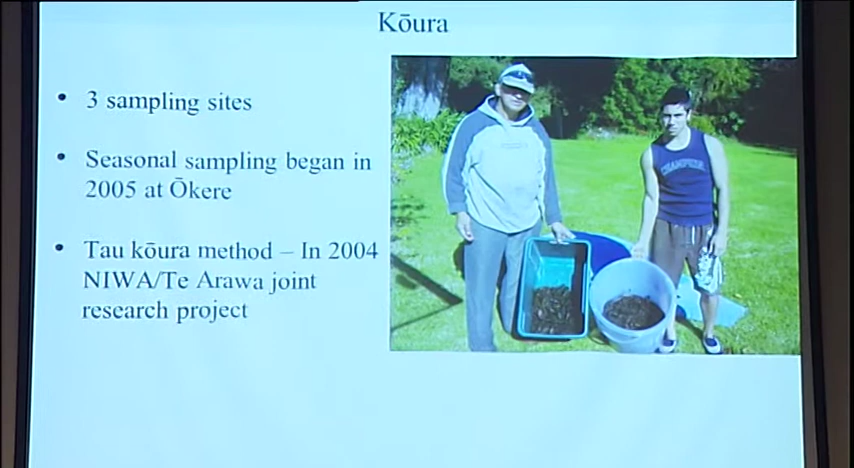 Kōura
• 3 sampling sites
• Seasonal sampling began in
2005 at Ōkere
• Tau kōura method – In 2004
NIWA/Te Arawa joint
research project
CHAMPION